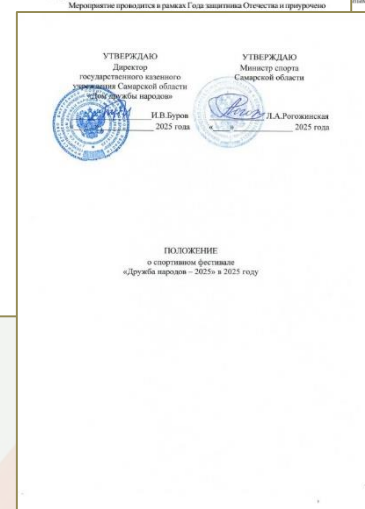 Мероприятие проводится в рамках Года защитника Отечества и приурочено
УТВЕРЖДАЮ
Директор
государственного казенного
учреждения Самарской области
«Дом дружбы народов»
И.В.Буров
2025 года
УТВЕРЖДАЮ
Министр спорта
Самарской области
Л.А.Рогожинская
« » 2025 года
ПОЛОЖЕНИЕ
о спортивном фестивале
«Дружба народов – 2025» в 2025 году